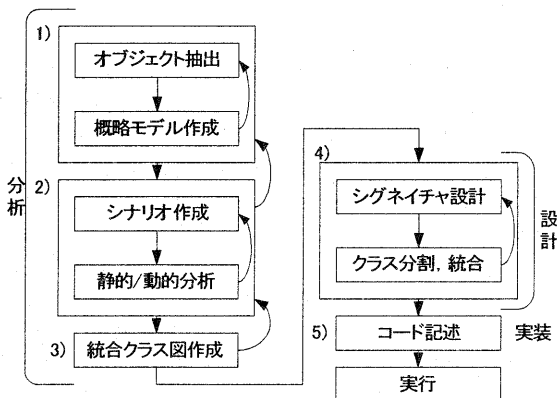 分析
1)
オブジェクト抽出
概略モデル作成
2)
シナリオ作成
静的/動的分析
3)
統合クラス図作成
4)
シグネイチャ設計
クラス分割,統合
設計
5)
コード記述
実装
実行